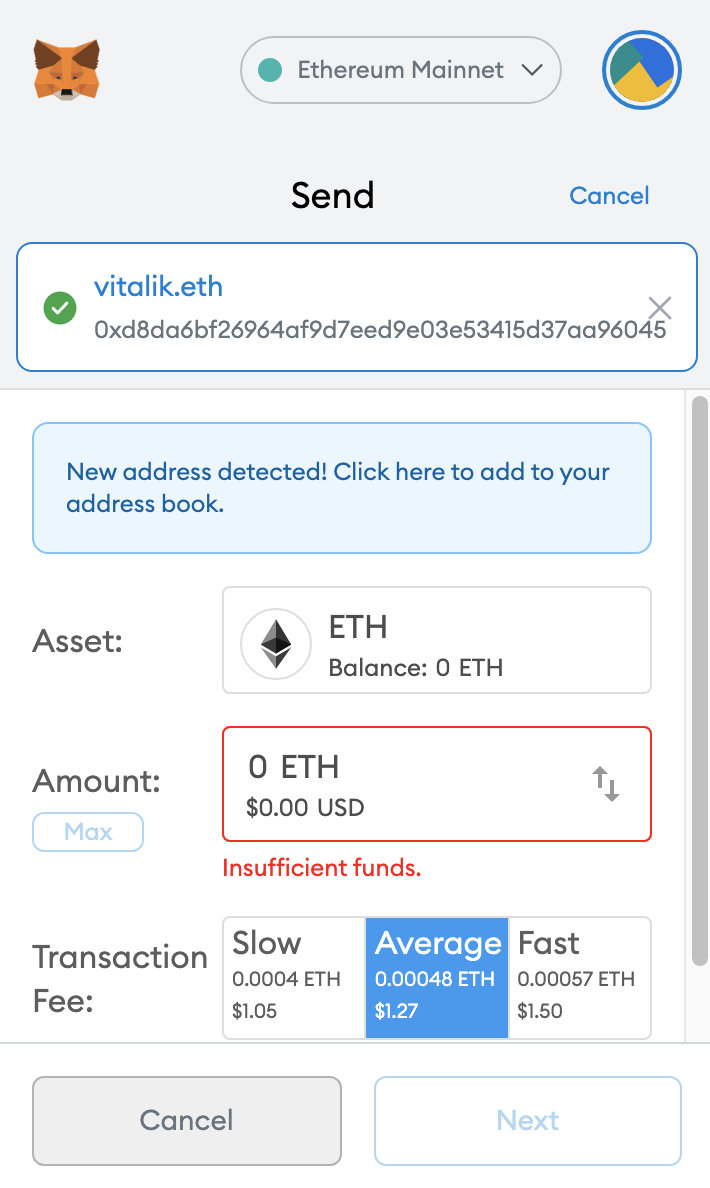 Ethereum Mainnet
Send
Cancel
vitalik.eth
0xd8da6bf26964af9d7eed9e03e53415d37aa96045
New address detected! Click here to add to your
address book.
Asset:
ETH
Balance: 0 ETH
Amount:
Max
0 ETH
$0.00 USD
Insufficient funds.
Transaction
Fee:
Slow
0.0004 ETH
$1.05
Average
0.00048 ETH
$1.27
Fast
0.00057 ETH
$1.50
Cancel
Next